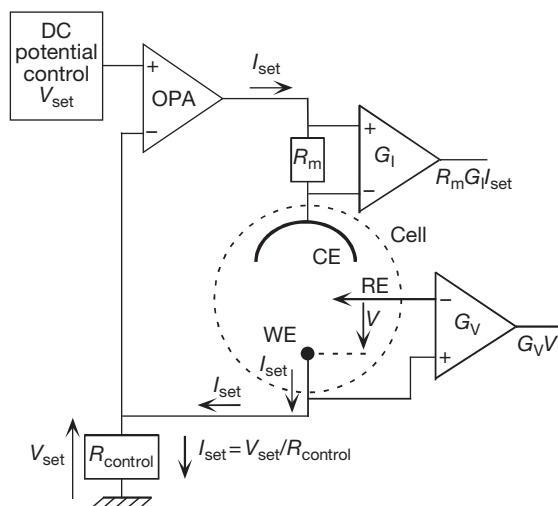 DC
potential
control
V_set
+
−
OPA
I_set
R_m
+
−
G_I
R_mG_II_set
Cell
CE
RE
V
WE
−
+
G_V
G_VV
I_set
I_set
V_set
R_control
I_set=V_set/R_control